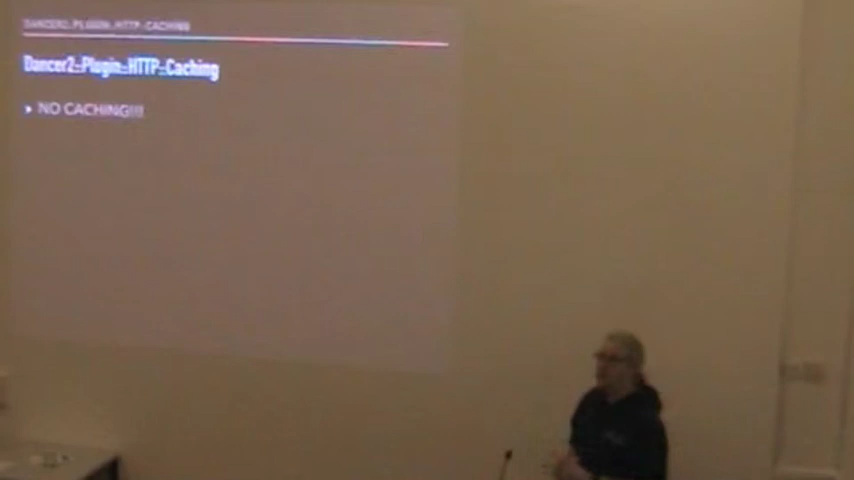 DANCER2::PLUGIN::HTTP::CACHING
Dancer2::Plugin::HTTP::Caching
▸ NO CACHING!!!!